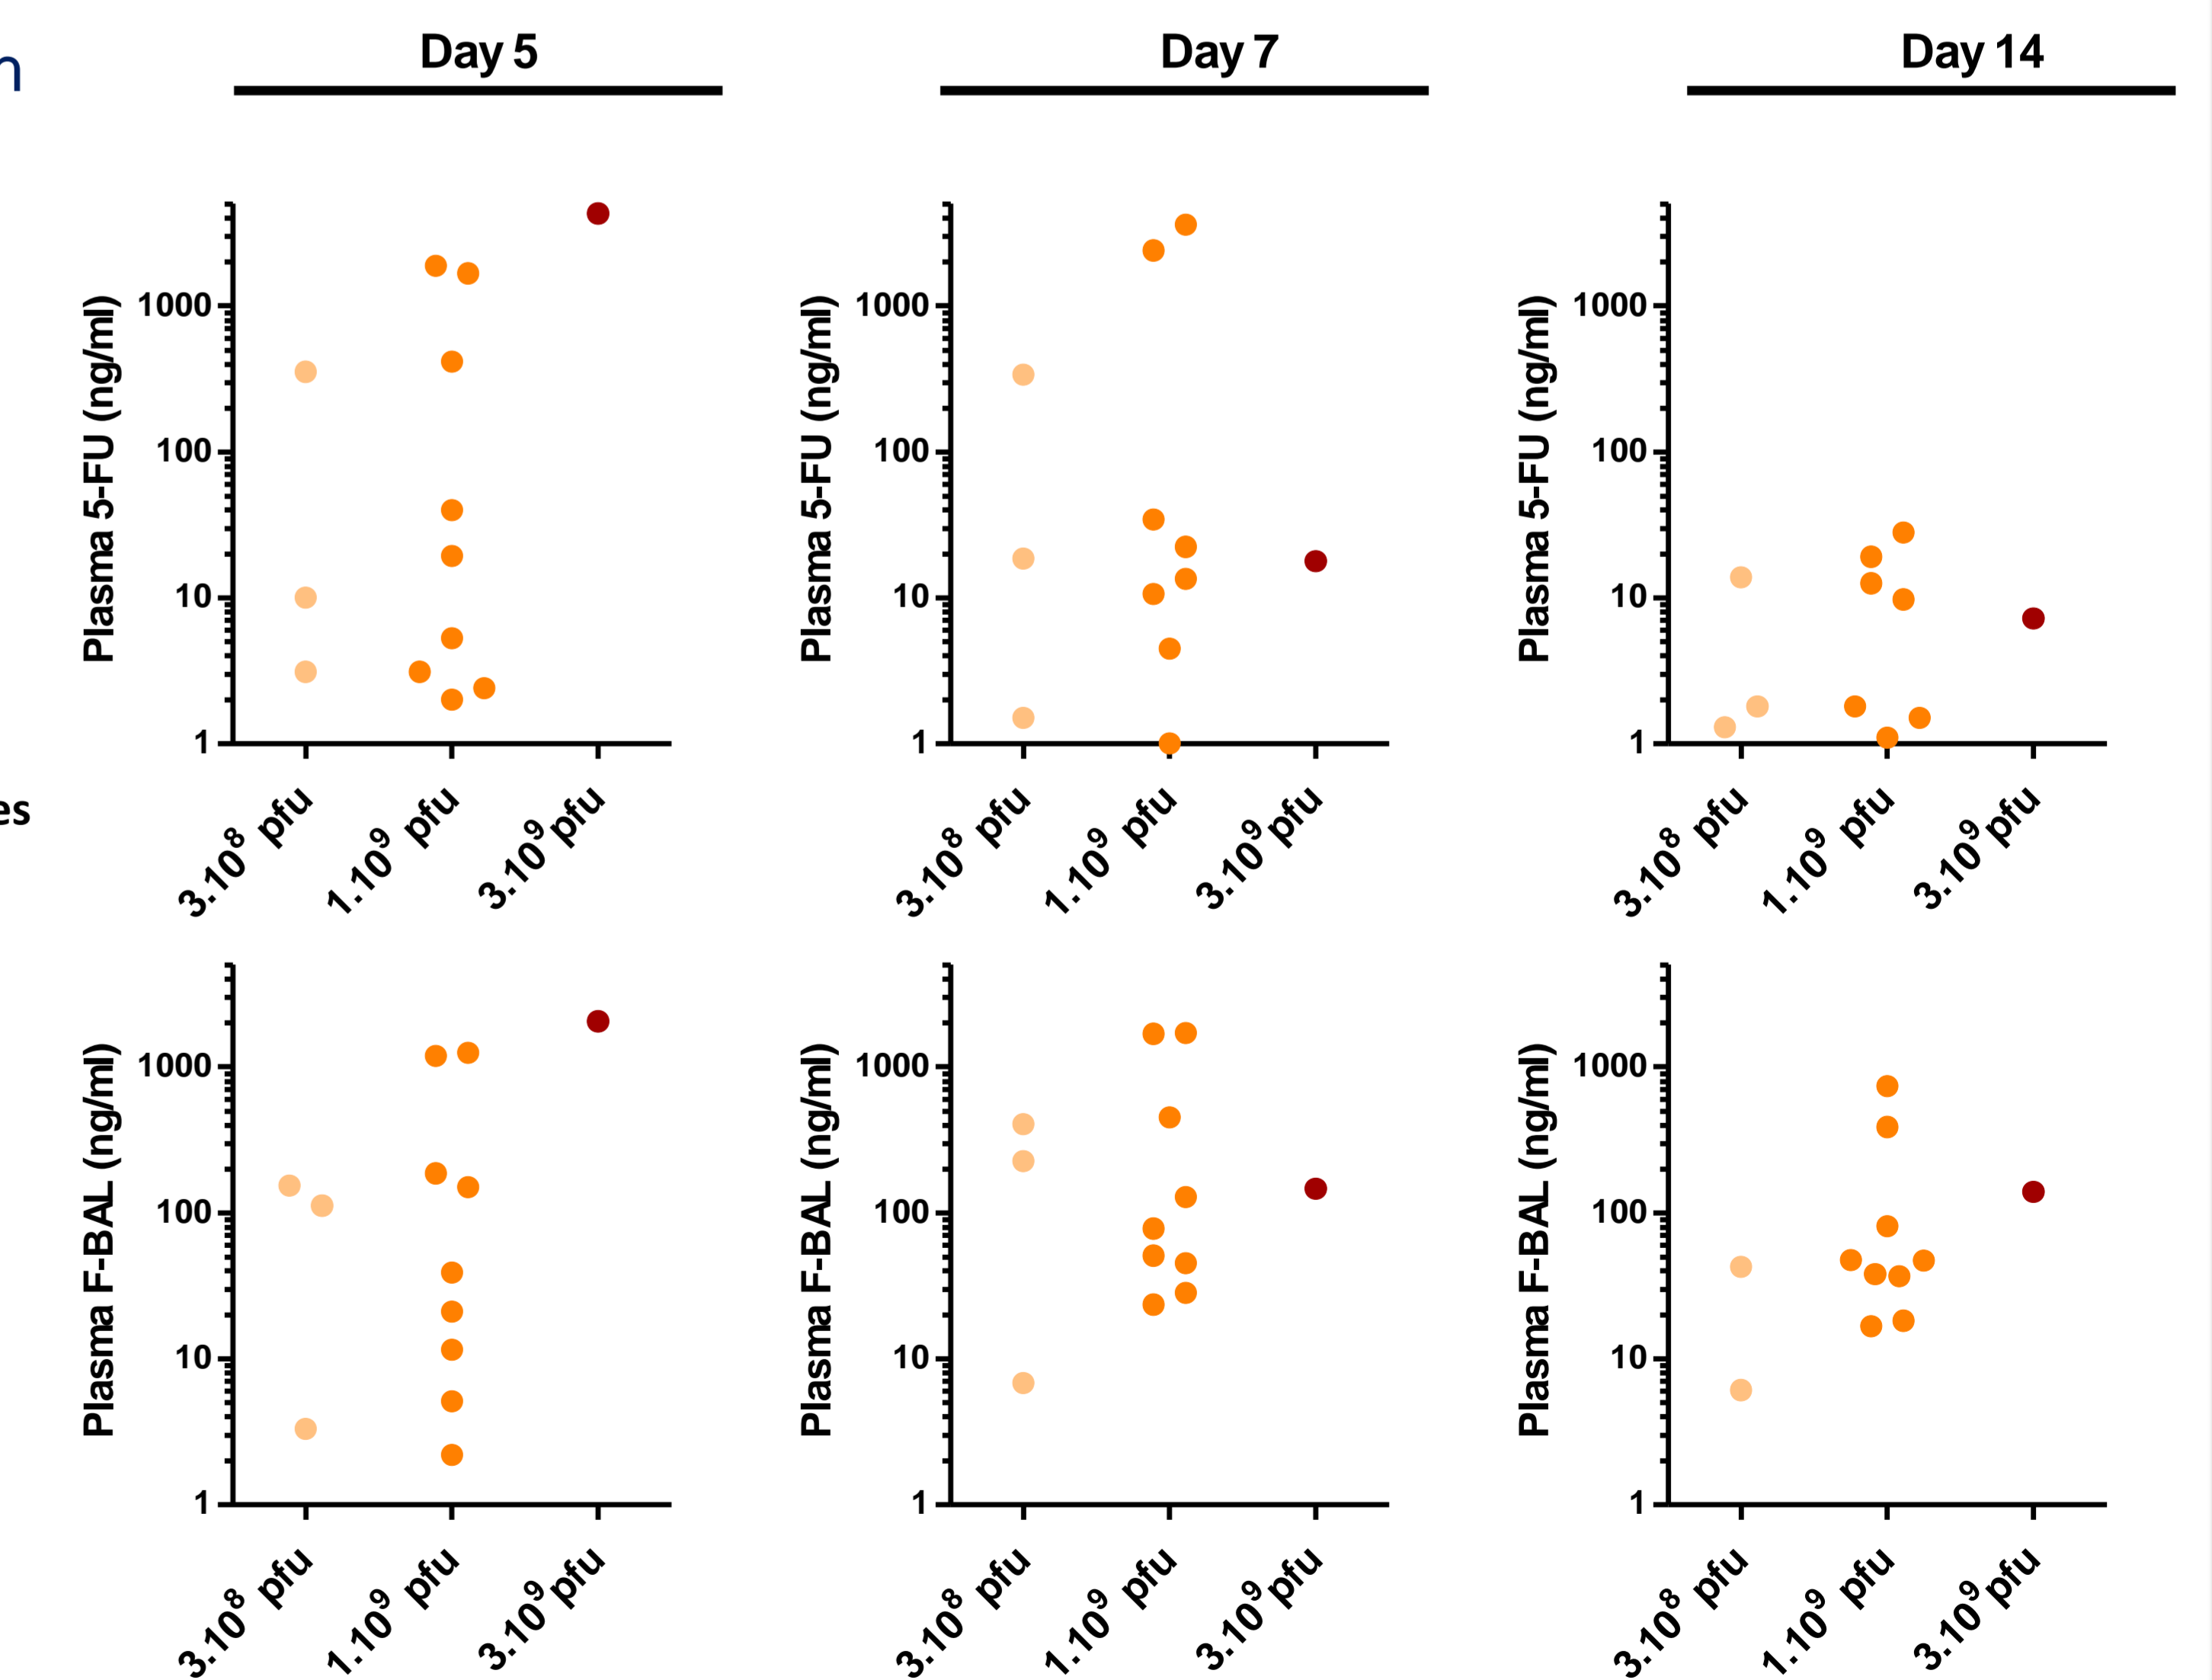 n
Day 5
Day 7
Day 14
Plasma 5-FU (ng/ml)
1000
100
10
1
3.10⁸ pfu
1.10⁹ pfu
3.10⁹ pfu
Plasma 5-FU (ng/ml)
1000
100
10
1
3.10⁸ pfu
1.10⁹ pfu
3.10⁹ pfu
Plasma 5-FU (ng/ml)
1000
100
10
1
3.10⁸ pfu
1.10⁹ pfu
3.10⁹ pfu
es
Plasma F-BAL (ng/ml)
1000
100
10
1
3.10⁸ pfu
1.10⁹ pfu
3.10⁹ pfu
Plasma F-BAL (ng/ml)
1000
100
10
1
3.10⁸ pfu
1.10⁹ pfu
3.10⁹ pfu
Plasma F-BAL (ng/ml)
1000
100
10
1
3.10⁸ pfu
1.10⁹ pfu
3.10⁹ pfu